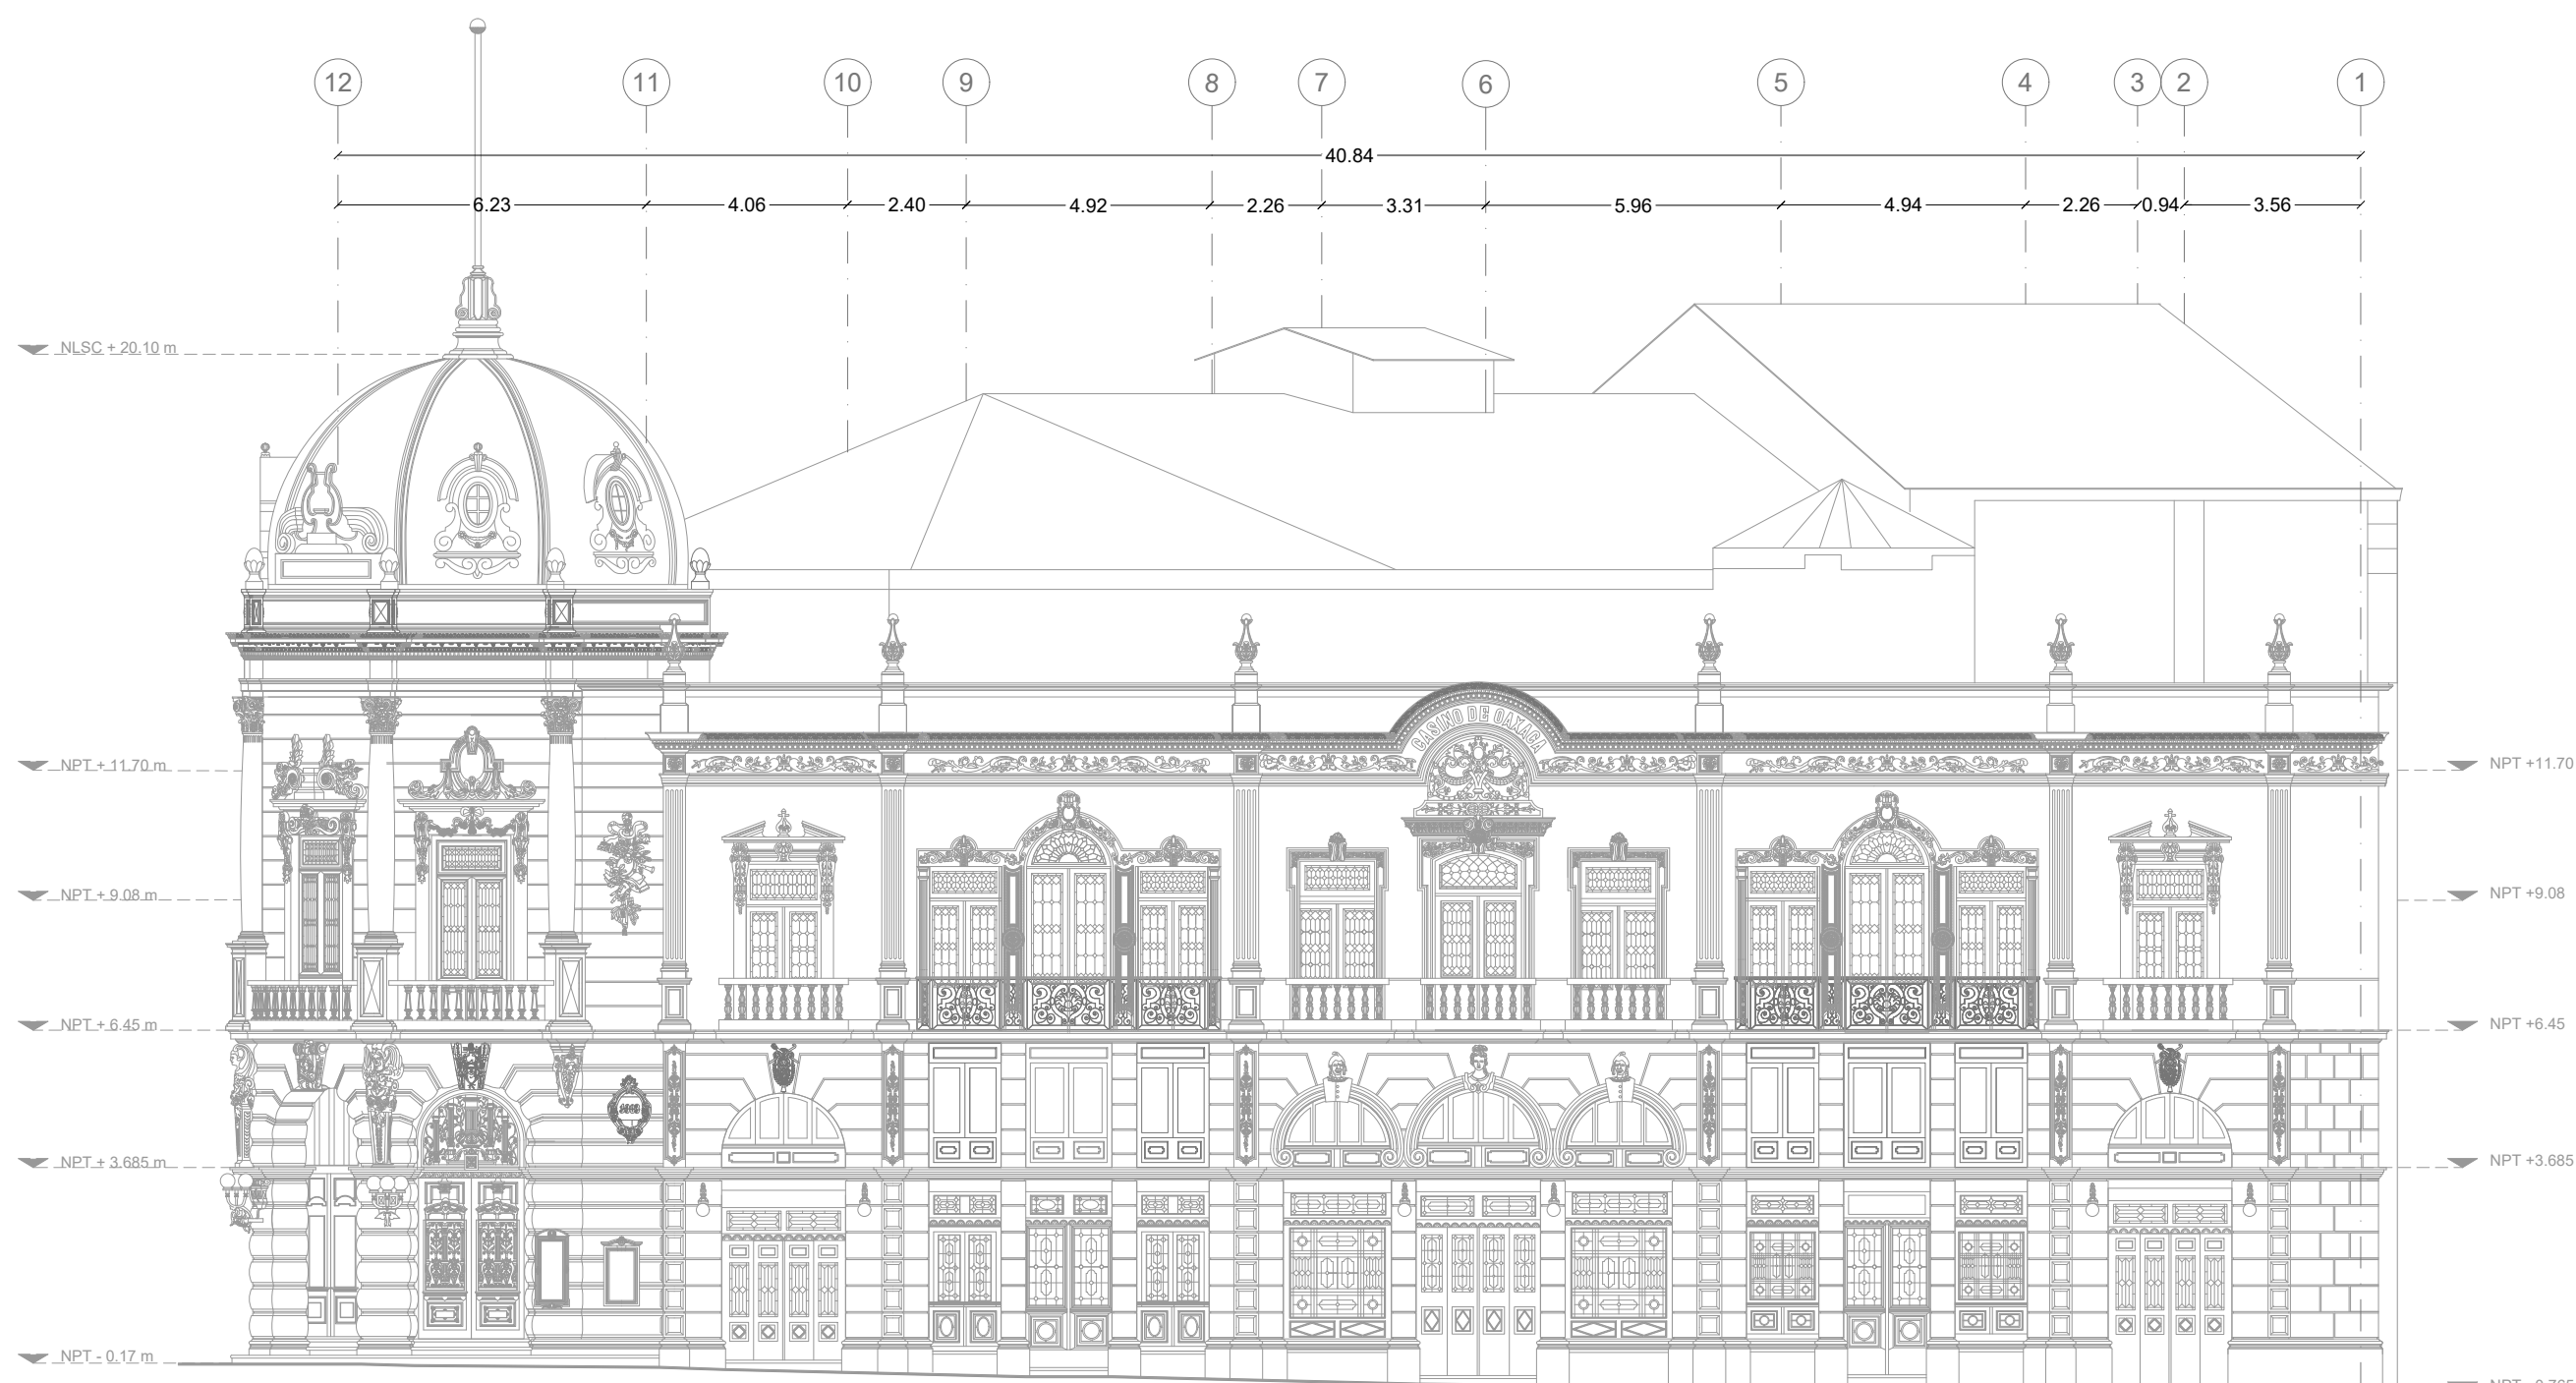 12 11 10 9 8 7 6 5 4 3 2 1
40.84
6.23 4.06 2.40 4.92 2.26 3.31 5.96 4.94 2.26 0.94 3.56
NLSC + 20.10 m
CASINO DE OAXACA
NPT + 11.70 m
NPT +11.70
NPT + 9.08 m
NPT +9.08
NPT + 6.45 m
NPT +6.45
NPT + 3.685 m
NPT +3.685
NPT - 0.17 m